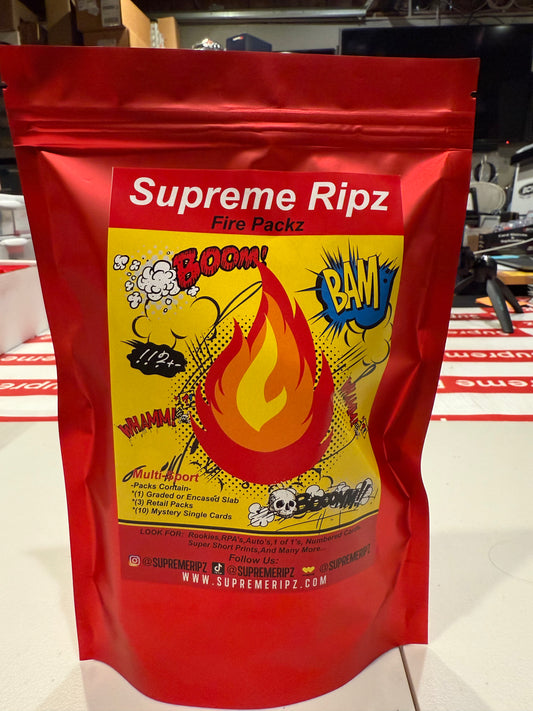 Supreme Ripz
Fire Packz
BOOM!
BAM
!!?+-
WHAMM!
BOOOMM!!
Multi-Sport
-Packs Contain-
*(1) Graded or Encased Slab
*(3) Retail Packs
*(10) Mystery Single Cards
LOOK FOR: Rookies,RPA's,Auto's,1 of 1's, Numbered Cards,
Super Short Prints,And Many More...
Follow Us:
@SUPREMERIPZ @SUPREMERIPZ @SUPREMERIPZ
WWW.SUPREMERIPZ.COM
Supreme